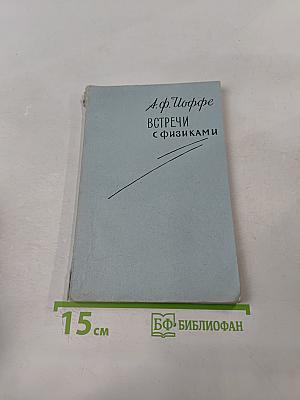 А.Ф. Иоффе
ВСТРЕЧИ
С ФИЗИКАМИ
15 см
БФ БИБЛИОФАН